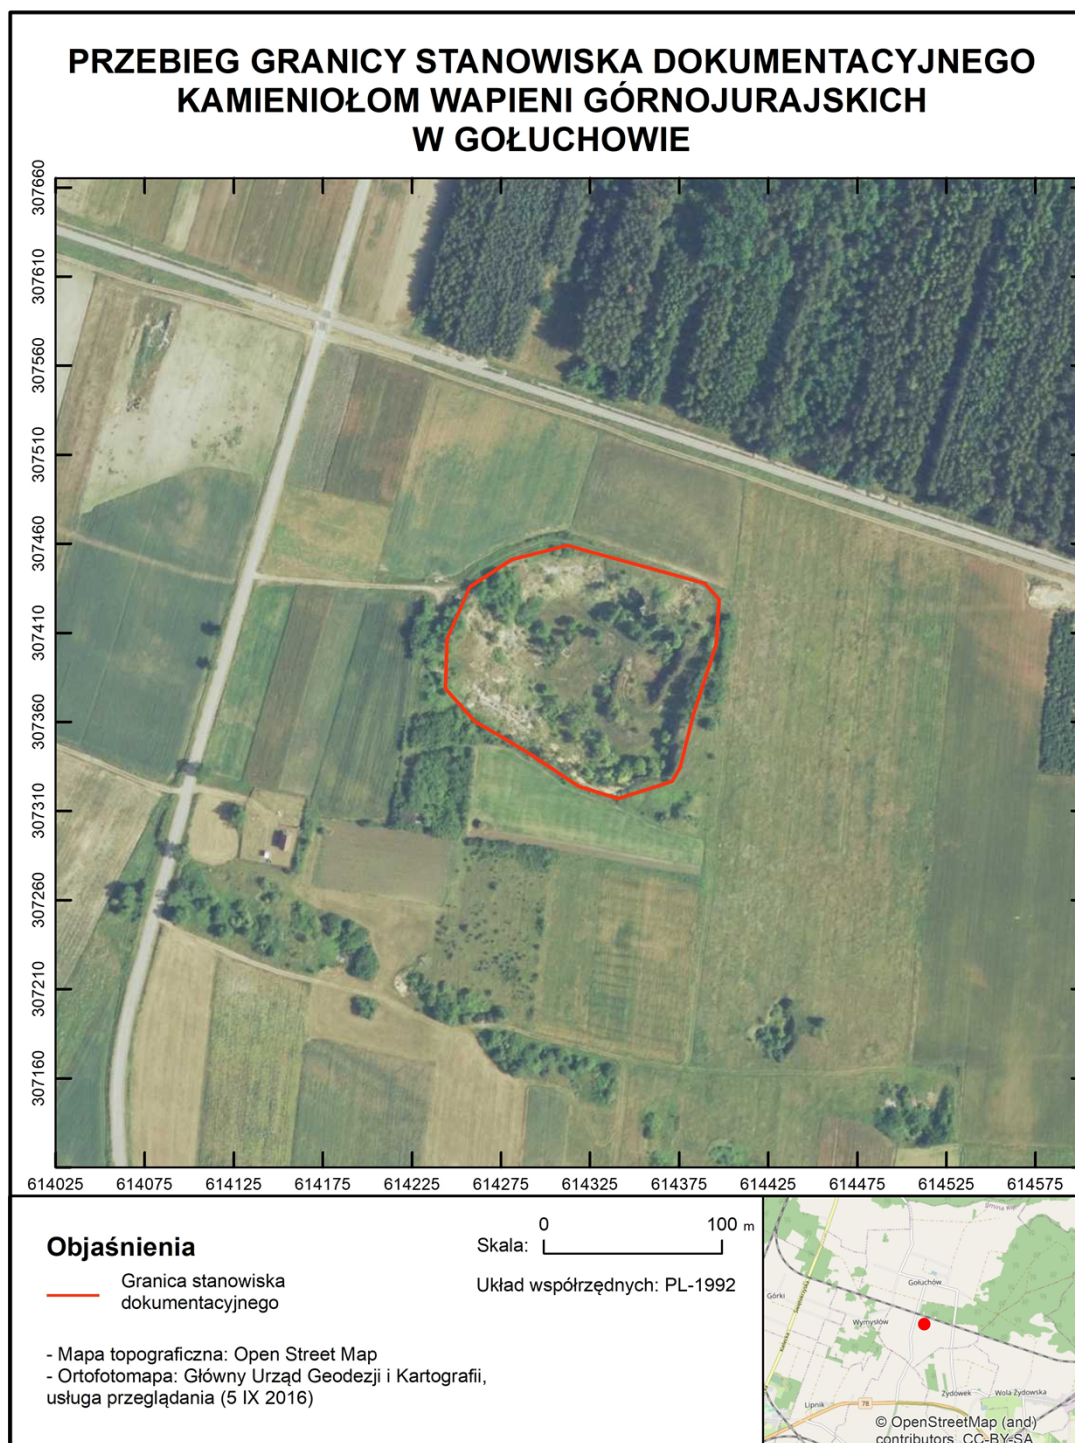 PRZEBIEG GRANICY STANOWISKA DOKUMENTACYJNEGO
KAMIENIOŁOM WAPIENI GÓRNOJURAJSKICH
W GOŁUCHOWIE
307660
307610
307560
307510
307460
307410
307360
307310
307260
307210
307160
614025 614075 614125 614175 614225 614275 614325 614375 614425 614475 614525 614575
Objaśnienia
Granica stanowiska
dokumentacyjnego
- Mapa topograficzna: Open Street Map
- Ortofotomapa: Główny Urząd Geodezji i Kartografii,
usługa przeglądania (5 IX 2016)
0 100 m
Skala:
Układ współrzędnych: PL-1992
Gołuchów
Górki
Wymysłów
Żydówek
Wola Żydowska
Lipnik
78
© OpenStreetMap (and)
contributors, CC-BY-SA